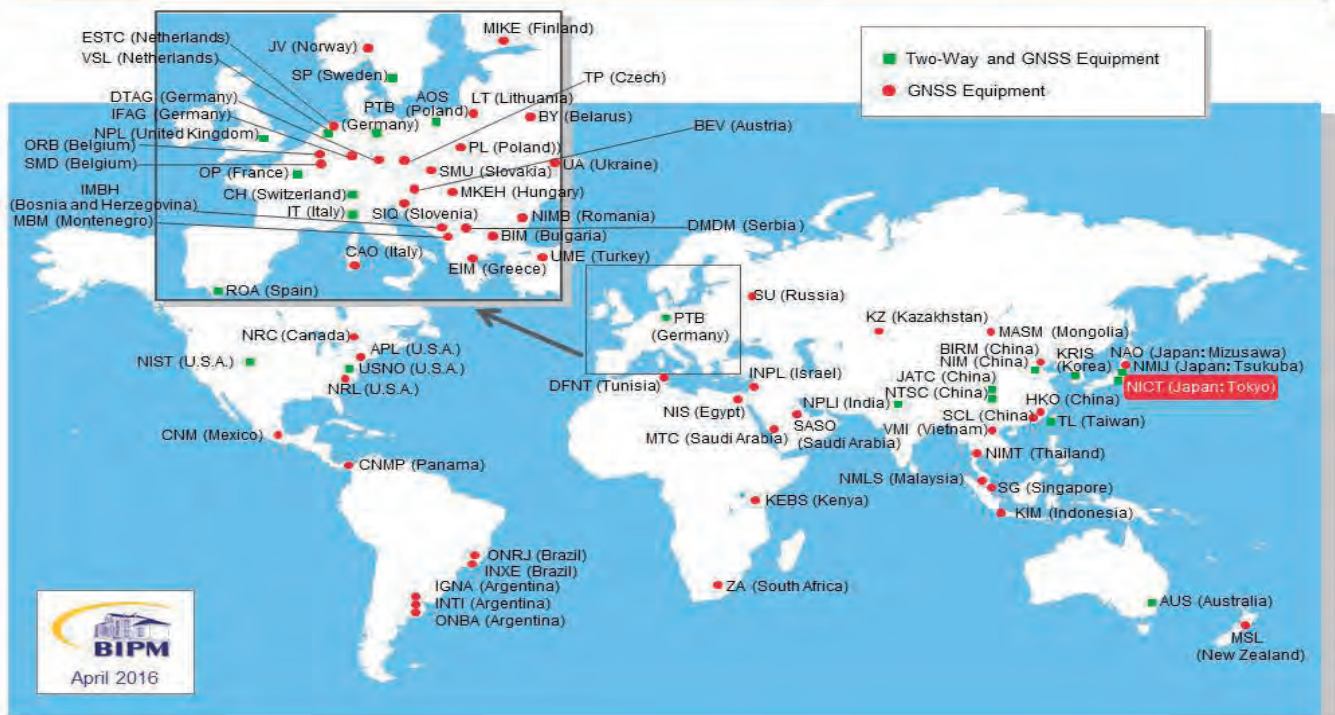 ESTC (Netherlands)
VSL (Netherlands)
JV (Norway)
MIKE (Finland)
SP (Sweden)
TP (Czech)
DTAG (Germany)
IFAG (Germany)
PTB
(Germany)
AOS
(Poland)
LT (Lithuania)
BY (Belarus)
BEV (Austria)
NPL (United Kingdom)
ORB (Belgium)
SMD (Belgium)
PL (Poland))
UA (Ukraine)
OP (France)
SMU (Slovakia)
CH (Switzerland)
MKEH (Hungary)
IMBH
(Bosnia and Herzegovina)
IT (Italy)
SIQ (Slovenia)
NIMB (Romania)
MBM (Montenegro)
DMDM (Serbia)
BIM (Bulgaria)
CAO (Italy)
EIM (Greece)
UME (Turkey)
ROA (Spain)
Two-Way and GNSS Equipment
GNSS Equipment
NRC (Canada)
APL (U.S.A.)
NIST (U.S.A.)
USNO (U.S.A.)
NRL (U.S.A.)
CNM (Mexico)
CNMP (Panama)
ONRJ (Brazil)
INXE (Brazil)
IGNA (Argentina)
INTI (Argentina)
ONBA (Argentina)
PTB
(Germany)
SU (Russia)
KZ (Kazakhstan)
MASM (Mongolia)
BIRM (China)
NIM (China)
KRIS
(Korea)
NAO (Japan: Mizusawa)
NMIJ (Japan: Tsukuba)
NICT (Japan: Tokyo)
JATC (China)
NTSC (China)
HKO (China)
SCL (China)
TL (Taiwan)
DFNT (Tunisia)
INPL (Israel)
NIS (Egypt)
NPLI (India)
MTC (Saudi Arabia)
SASO
(Saudi Arabia)
VMI (Vietnam)
NIMT (Thailand)
NMLS (Malaysia)
SG (Singapore)
KEBS (Kenya)
KIM (Indonesia)
ZA (South Africa)
AUS (Australia)
MSL
(New Zealand)
BIPM
April 2016